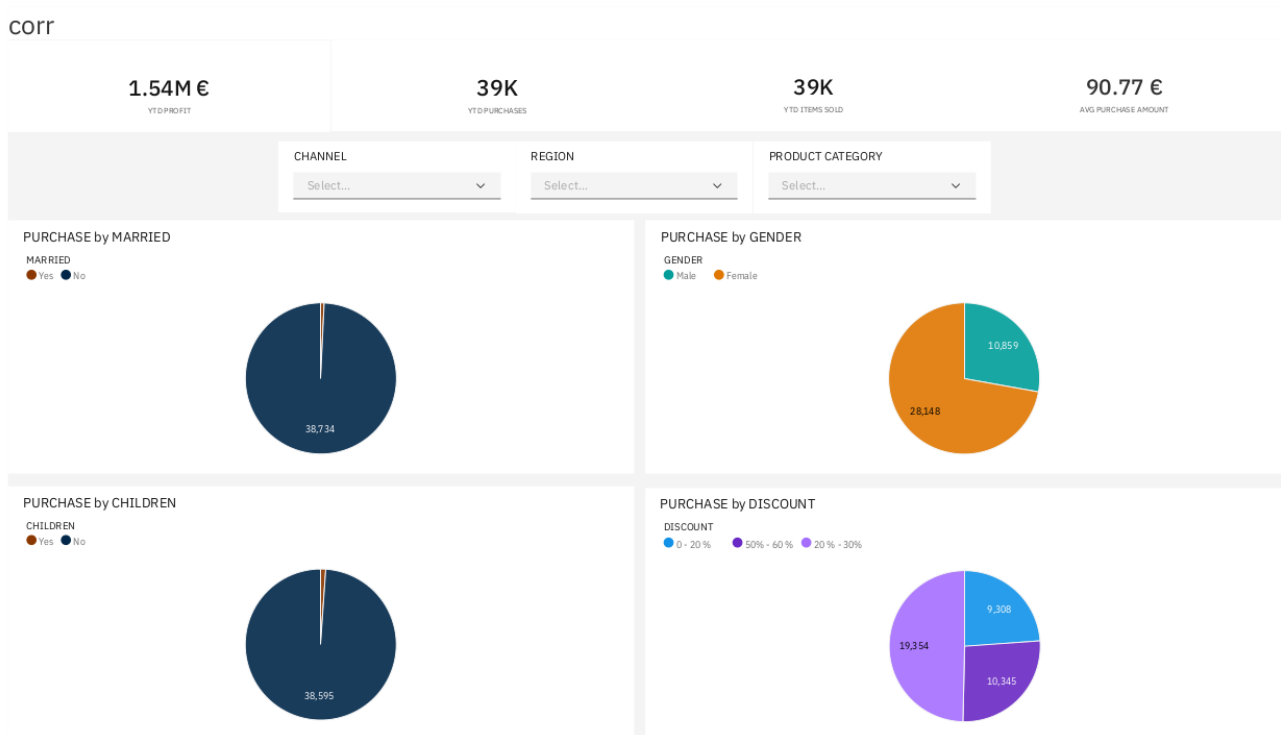 corr
1.54M €
YTD PROFIT
39K
YTD PURCHASES
39K
YTD ITEMS SOLD
90.77 €
AVG PURCHASE AMOUNT
CHANNEL
Select...
REGION
Select...
PRODUCT CATEGORY
Select...
PURCHASE by MARRIED
MARRIED
Yes No
38,734
PURCHASE by GENDER
GENDER
Male Female
10,859
28,148
PURCHASE by CHILDREN
CHILDREN
Yes No
38,595
PURCHASE by DISCOUNT
DISCOUNT
0 - 20 % 50% - 60 % 20 % - 30%
9,308
19,354
10,345